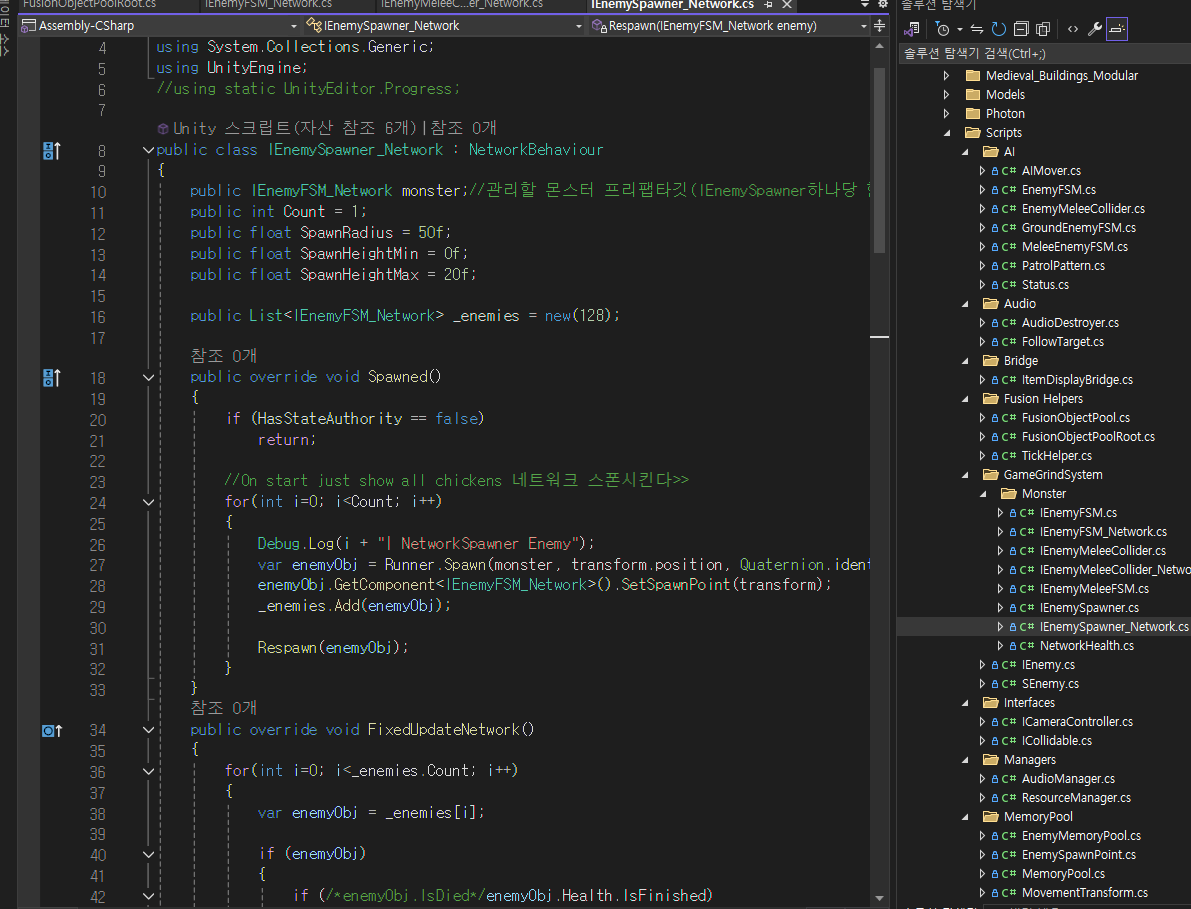 FusionObjectPoolRoot.cs IEnemyFSM_Network.cs IEnemyMeleeC...er_Network.cs IEnemySpawner_Network.cs
Assembly-CSharp IEnemySpawner_Network Respawn(IEnemyFSM_Network enemy)
4 using System.Collections.Generic;
5 using UnityEngine;
6 //using static UnityEditor.Progress;
7
Unity 스크립트(자산 참조 6개)|참조 0개
8 public class IEnemySpawner_Network : NetworkBehaviour
9 {
10 public IEnemyFSM_Network monster;//관리할 몬스터 프리팹타깃(IEnemySpawner하나당
11 public int Count = 1;
12 public float SpawnRadius = 50f;
13 public float SpawnHeightMin = 0f;
14 public float SpawnHeightMax = 20f;
15
16 public List<IEnemyFSM_Network> _enemies = new(128);
17
참조 0개
18 public override void Spawned()
19 {
20 if (HasStateAuthority == false)
21 return;
22
23 //On start just show all chickens 네트워크 스폰시킨다>>
24 for(int i=0; i<Count; i++)
25 {
26 Debug.Log(i + "| NetworkSpawner Enemy");
27 var enemyObj = Runner.Spawn(monster, transform.position, Quaternion.ident
28 enemyObj.GetComponent<IEnemyFSM_Network>().SetSpawnPoint(transform);
29 _enemies.Add(enemyObj);
30
31 Respawn(enemyObj);
32 }
33 }
참조 0개
34 public override void FixedUpdateNetwork()
35 {
36 for(int i=0; i<_enemies.Count; i++)
37 {
38 var enemyObj = _enemies[i];
39
40 if (enemyObj)
41 {
42 if (/*enemyObj.IsDied*/enemyObj.Health.IsFinished)
솔루션 탐색기
솔루션 탐색기 검색(Ctrl+;)
Medieval_Buildings_Modular
Models
Photon
Scripts
AI
C# AIMover.cs
C# EnemyFSM.cs
C# EnemyMeleeCollider.cs
C# GroundEnemyFSM.cs
C# MeleeEnemyFSM.cs
C# PatrolPattern.cs
C# Status.cs
Audio
C# AudioDestroyer.cs
C# FollowTarget.cs
Bridge
C# ItemDisplayBridge.cs
Fusion Helpers
C# FusionObjectPool.cs
C# FusionObjectPoolRoot.cs
C# TickHelper.cs
GameGrindSystem
Monster
C# IEnemyFSM.cs
C# IEnemyFSM_Network.cs
C# IEnemyMeleeCollider.cs
C# IEnemyMeleeCollider_Netwo
C# IEnemyMeleeFSM.cs
C# IEnemySpawner.cs
C# IEnemySpawner_Network.cs
C# NetworkHealth.cs
C# IEnemy.cs
C# SEnemy.cs
Interfaces
C# ICameraController.cs
C# ICollidable.cs
Managers
C# AudioManager.cs
C# ResourceManager.cs
MemoryPool
C# EnemyMemoryPool.cs
C# EnemySpawnPoint.cs
C# MemoryPool.cs
C# MovementTransform.cs